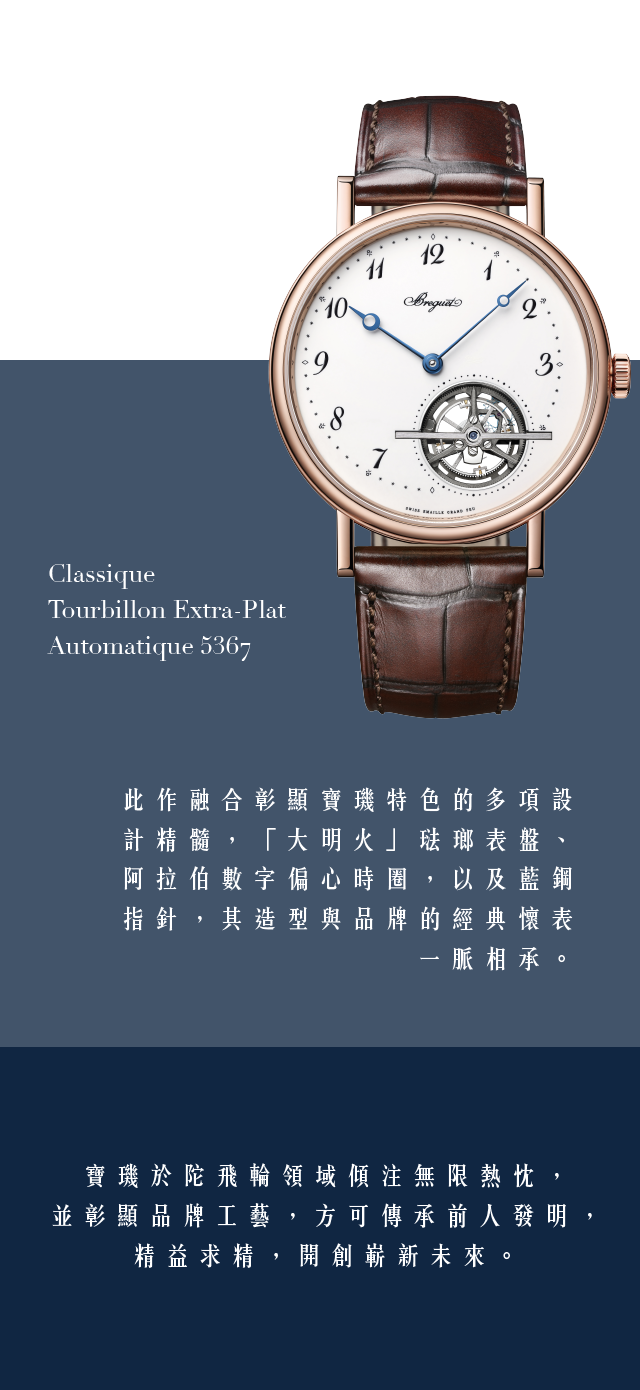 12
11
1
10
Breguet
2
9
3
8
7
SWISS EMAILLE GRAND FEU
Classique
Tourbillon Extra-Plat
Automatique 5367
此作融合彰顯寶璣特色的多項設
計精髓，「大明火」琺瑯表盤、
阿拉伯數字偏心時圈，以及藍鋼
指針，其造型與品牌的經典懷表
一脈相承。
寶璣於陀飛輪領域傾注無限熱忱，
並彰顯品牌工藝，方可傳承前人發明，
精益求精，開創嶄新未來。